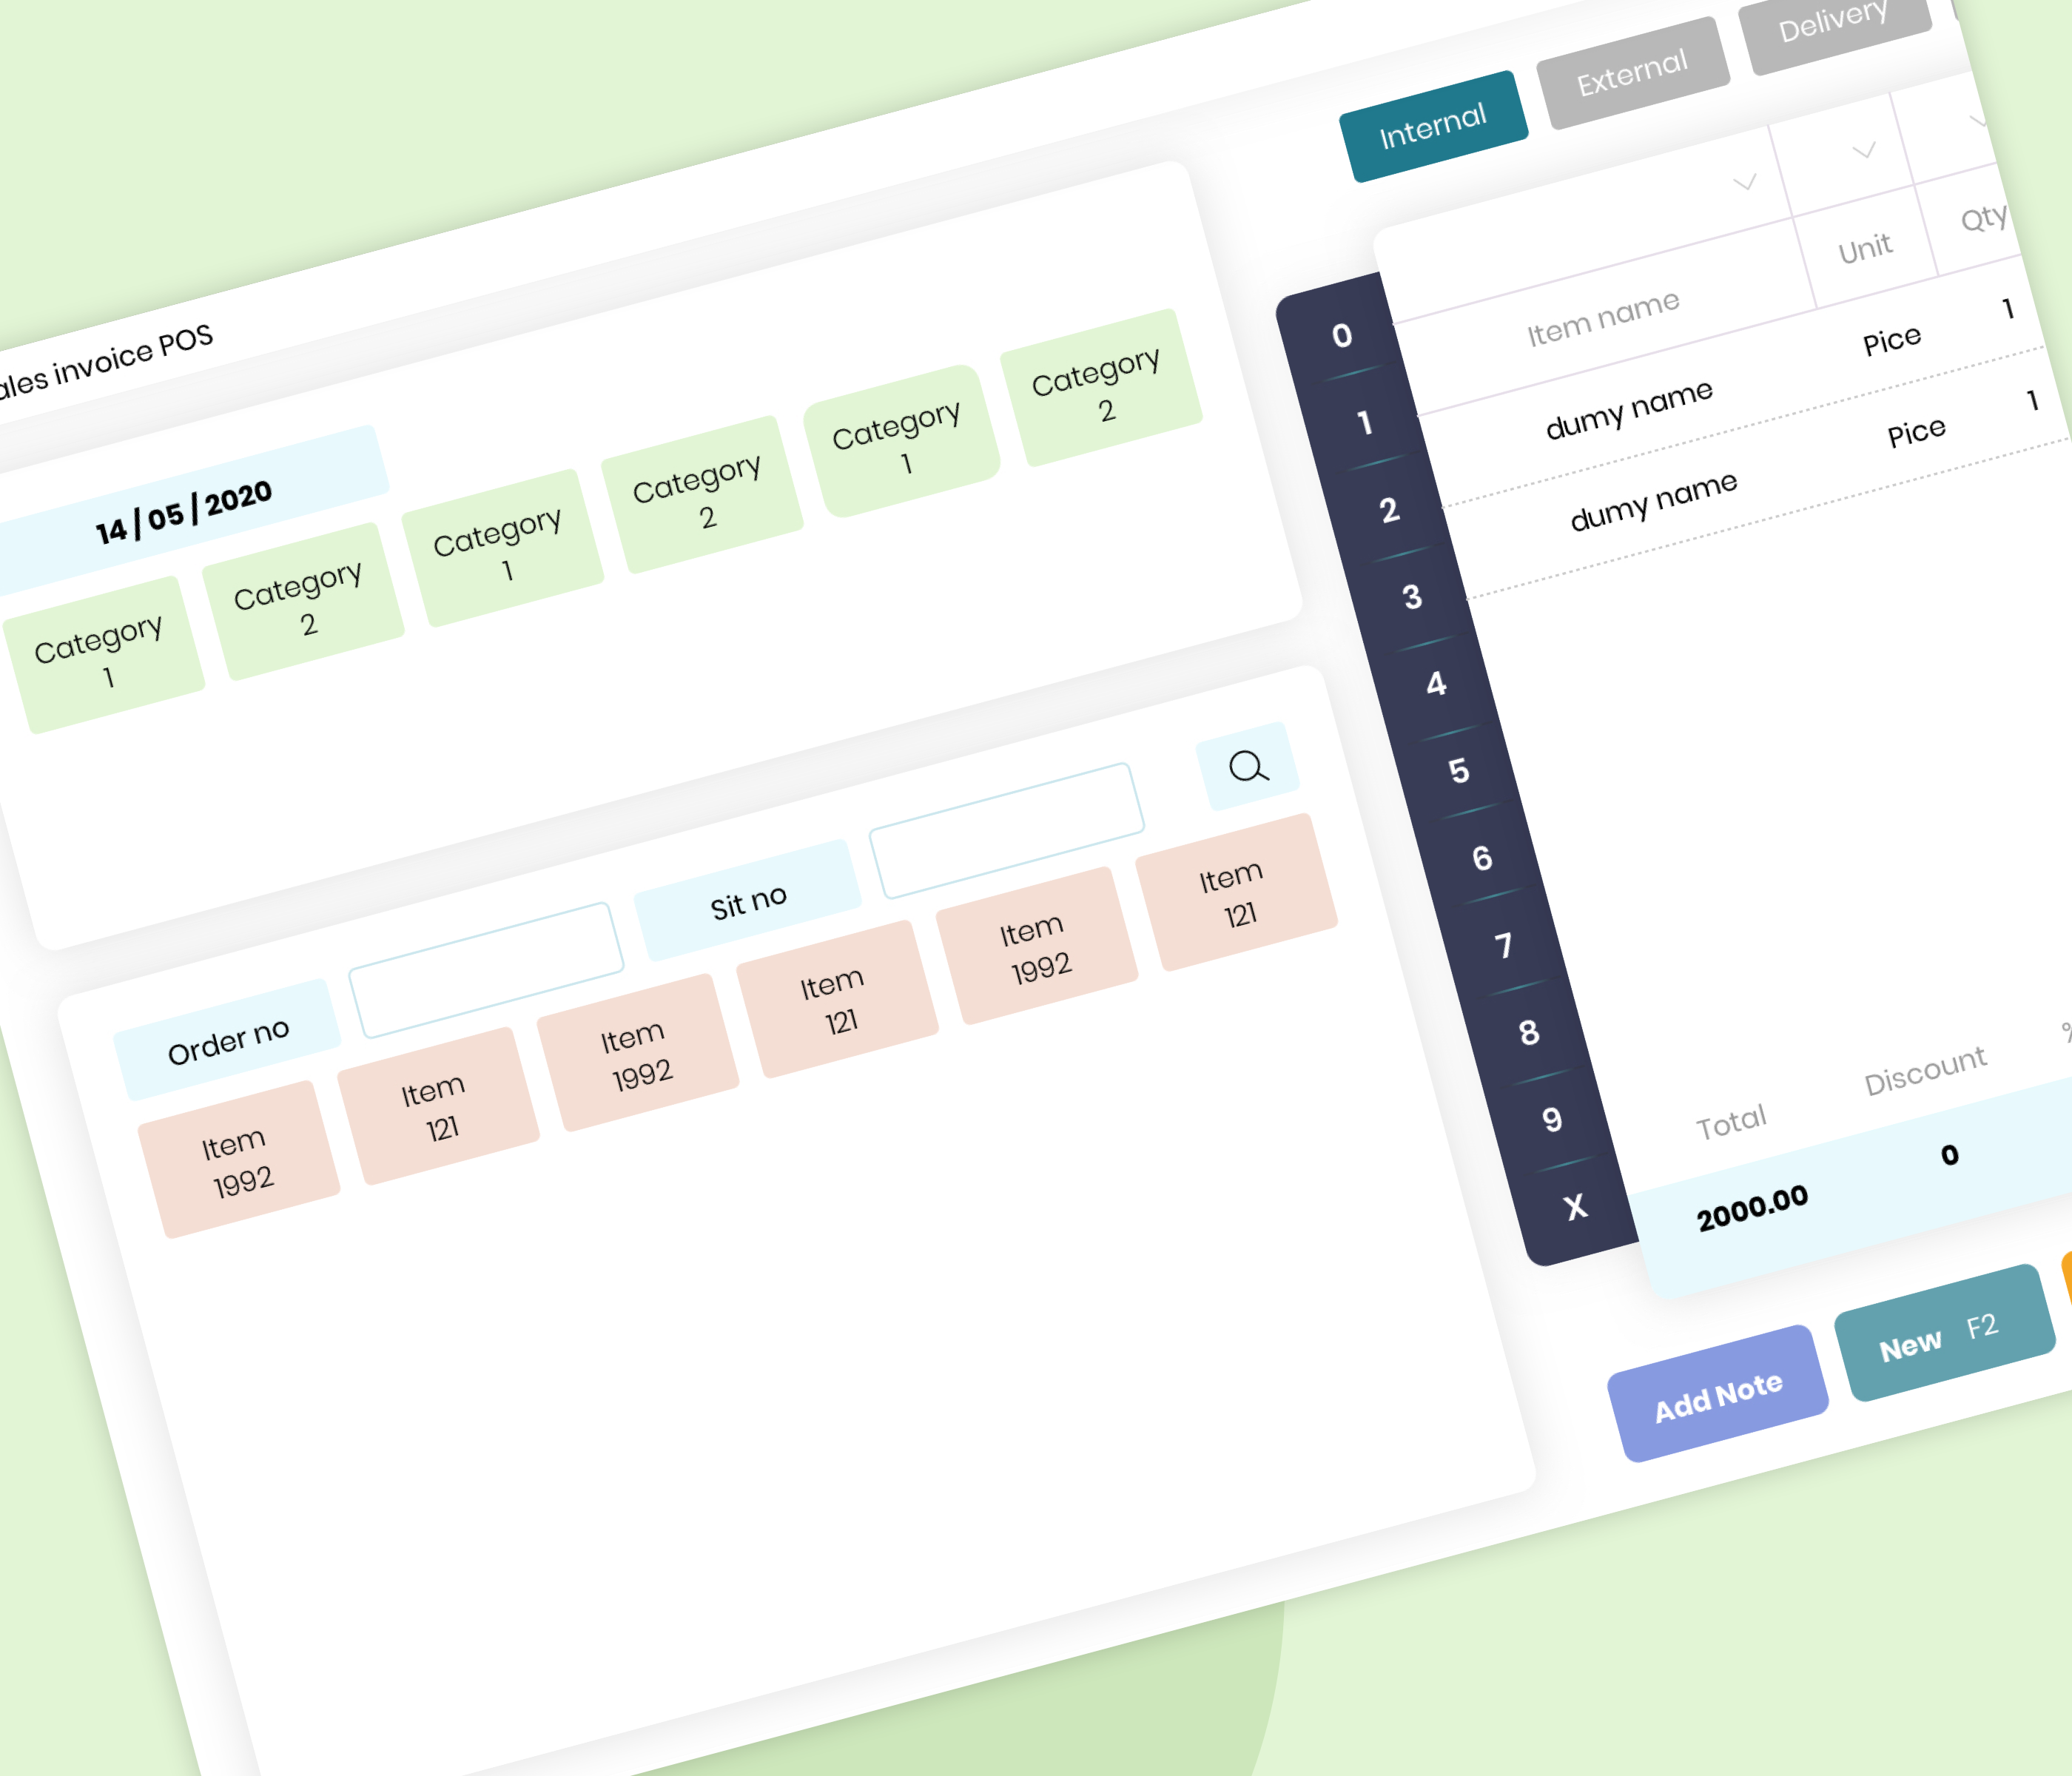 ales invoice POS
14 / 05 / 2020
Category
1
Category
2
Category
1
Category
2
Category
1
Category
2
Order no
Sit no
Item
1992
Item
121
Item
1992
Item
121
Item
1992
Item
121
Internal
External
Delivery
0
1
2
3
4
5
6
7
8
9
X
Item name Unit Qty
dumy name Pice 1
dumy name Pice 1
Total Discount %
2000.00 0
Add Note
New F2